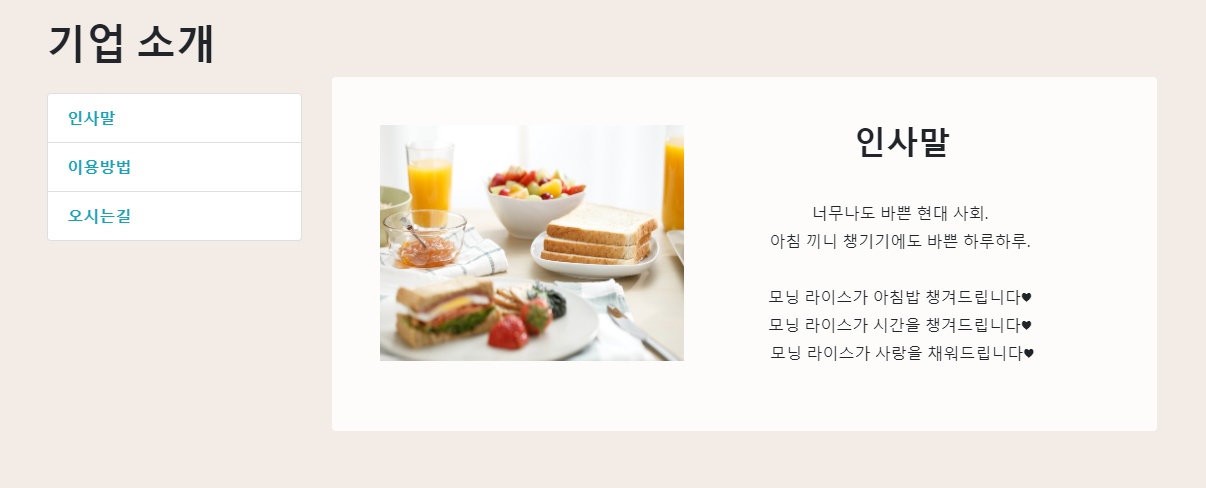 기업 소개
인사말
이용방법
오시는길
인사말
너무나도 바쁜 현대 사회.
아침 끼니 챙기기에도 바쁜 하루하루.
모닝 라이스가 아침밥 챙겨드립니다♥
모닝 라이스가 시간을 챙겨드립니다♥
모닝 라이스가 사랑을 채워드립니다♥